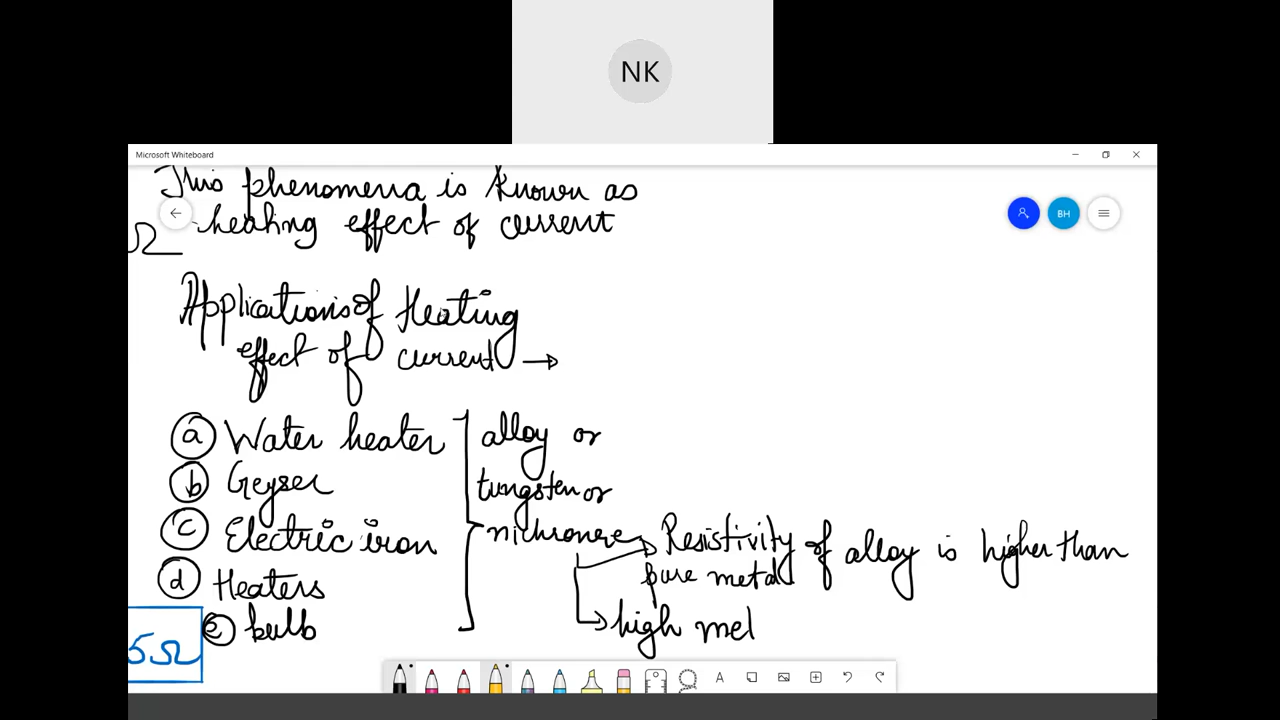 NK
Microsoft Whiteboard
This phenomena is known as
heating effect of current
Ω
BH
Applications of Heating
effect of current →
a Water heater
b Geyser
c Electric iron
d Heaters
e bulb
alloy or
tungsten or
nichrome
Resistivity of alloy is higher than
pure metal
high mel
5Ω
A